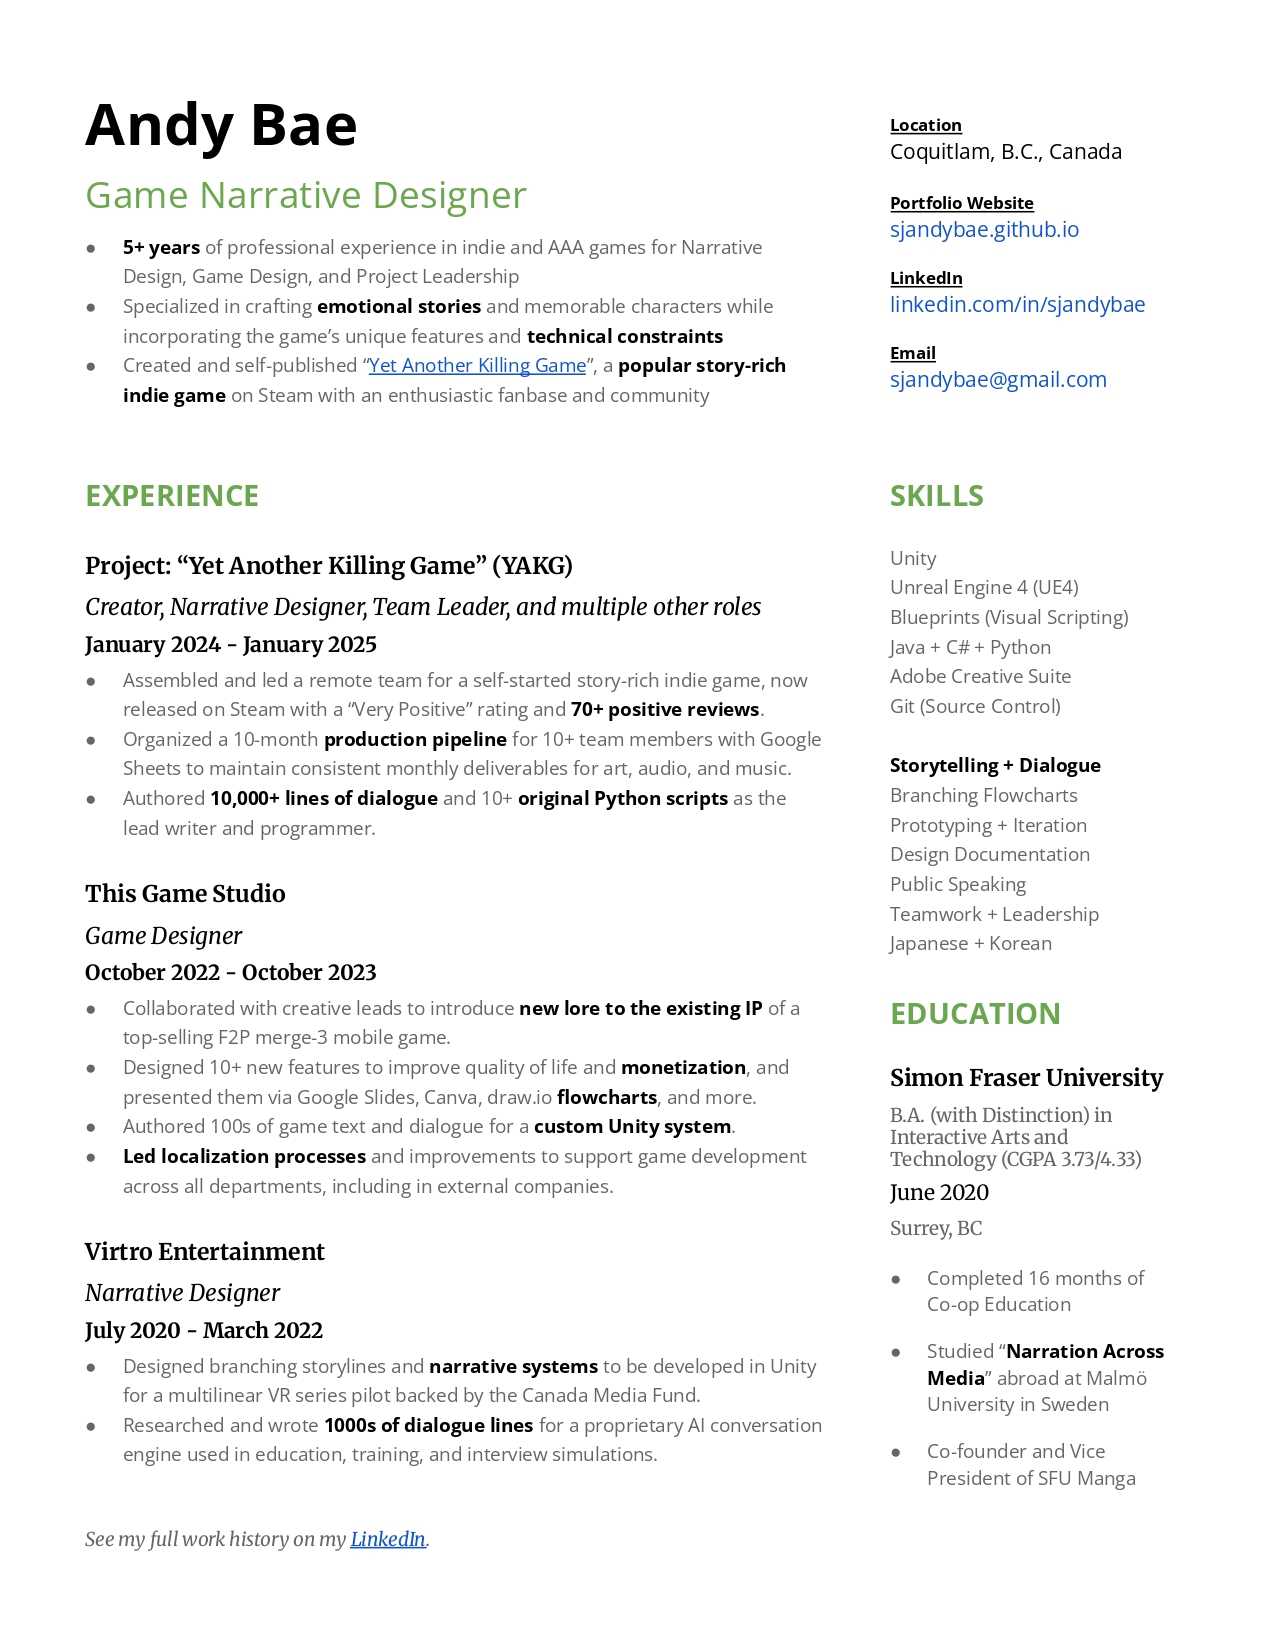 Andy Bae
Game Narrative Designer
● 5+ years of professional experience in indie and AAA games for Narrative
Design, Game Design, and Project Leadership
● Specialized in crafting emotional stories and memorable characters while
incorporating the game’s unique features and technical constraints
● Created and self-published “Yet Another Killing Game”, a popular story-rich
indie game on Steam with an enthusiastic fanbase and community
Location
Coquitlam, B.C., Canada
Portfolio Website
sjandybae.github.io
LinkedIn
linkedin.com/in/sjandybae
Email
sjandybae@gmail.com
EXPERIENCE
Project: “Yet Another Killing Game” (YAKG)
Creator, Narrative Designer, Team Leader, and multiple other roles
January 2024 - January 2025
● Assembled and led a remote team for a self-started story-rich indie game, now
released on Steam with a “Very Positive” rating and 70+ positive reviews.
● Organized a 10-month production pipeline for 10+ team members with Google
Sheets to maintain consistent monthly deliverables for art, audio, and music.
● Authored 10,000+ lines of dialogue and 10+ original Python scripts as the
lead writer and programmer.
This Game Studio
Game Designer
October 2022 - October 2023
● Collaborated with creative leads to introduce new lore to the existing IP of a
top-selling F2P merge-3 mobile game.
● Designed 10+ new features to improve quality of life and monetization, and
presented them via Google Slides, Canva, draw.io flowcharts, and more.
● Authored 100s of game text and dialogue for a custom Unity system.
● Led localization processes and improvements to support game development
across all departments, including in external companies.
Virtro Entertainment
Narrative Designer
July 2020 - March 2022
● Designed branching storylines and narrative systems to be developed in Unity
for a multilinear VR series pilot backed by the Canada Media Fund.
● Researched and wrote 1000s of dialogue lines for a proprietary AI conversation
engine used in education, training, and interview simulations.
See my full work history on my LinkedIn.
SKILLS
Unity
Unreal Engine 4 (UE4)
Blueprints (Visual Scripting)
Java + C# + Python
Adobe Creative Suite
Git (Source Control)
Storytelling + Dialogue
Branching Flowcharts
Prototyping + Iteration
Design Documentation
Public Speaking
Teamwork + Leadership
Japanese + Korean
EDUCATION
Simon Fraser University
B.A. (with Distinction) in
Interactive Arts and
Technology (CGPA 3.73/4.33)
June 2020
Surrey, BC
● Completed 16 months of
Co-op Education
● Studied “Narration Across
Media” abroad at Malmö
University in Sweden
● Co-founder and Vice
President of SFU Manga